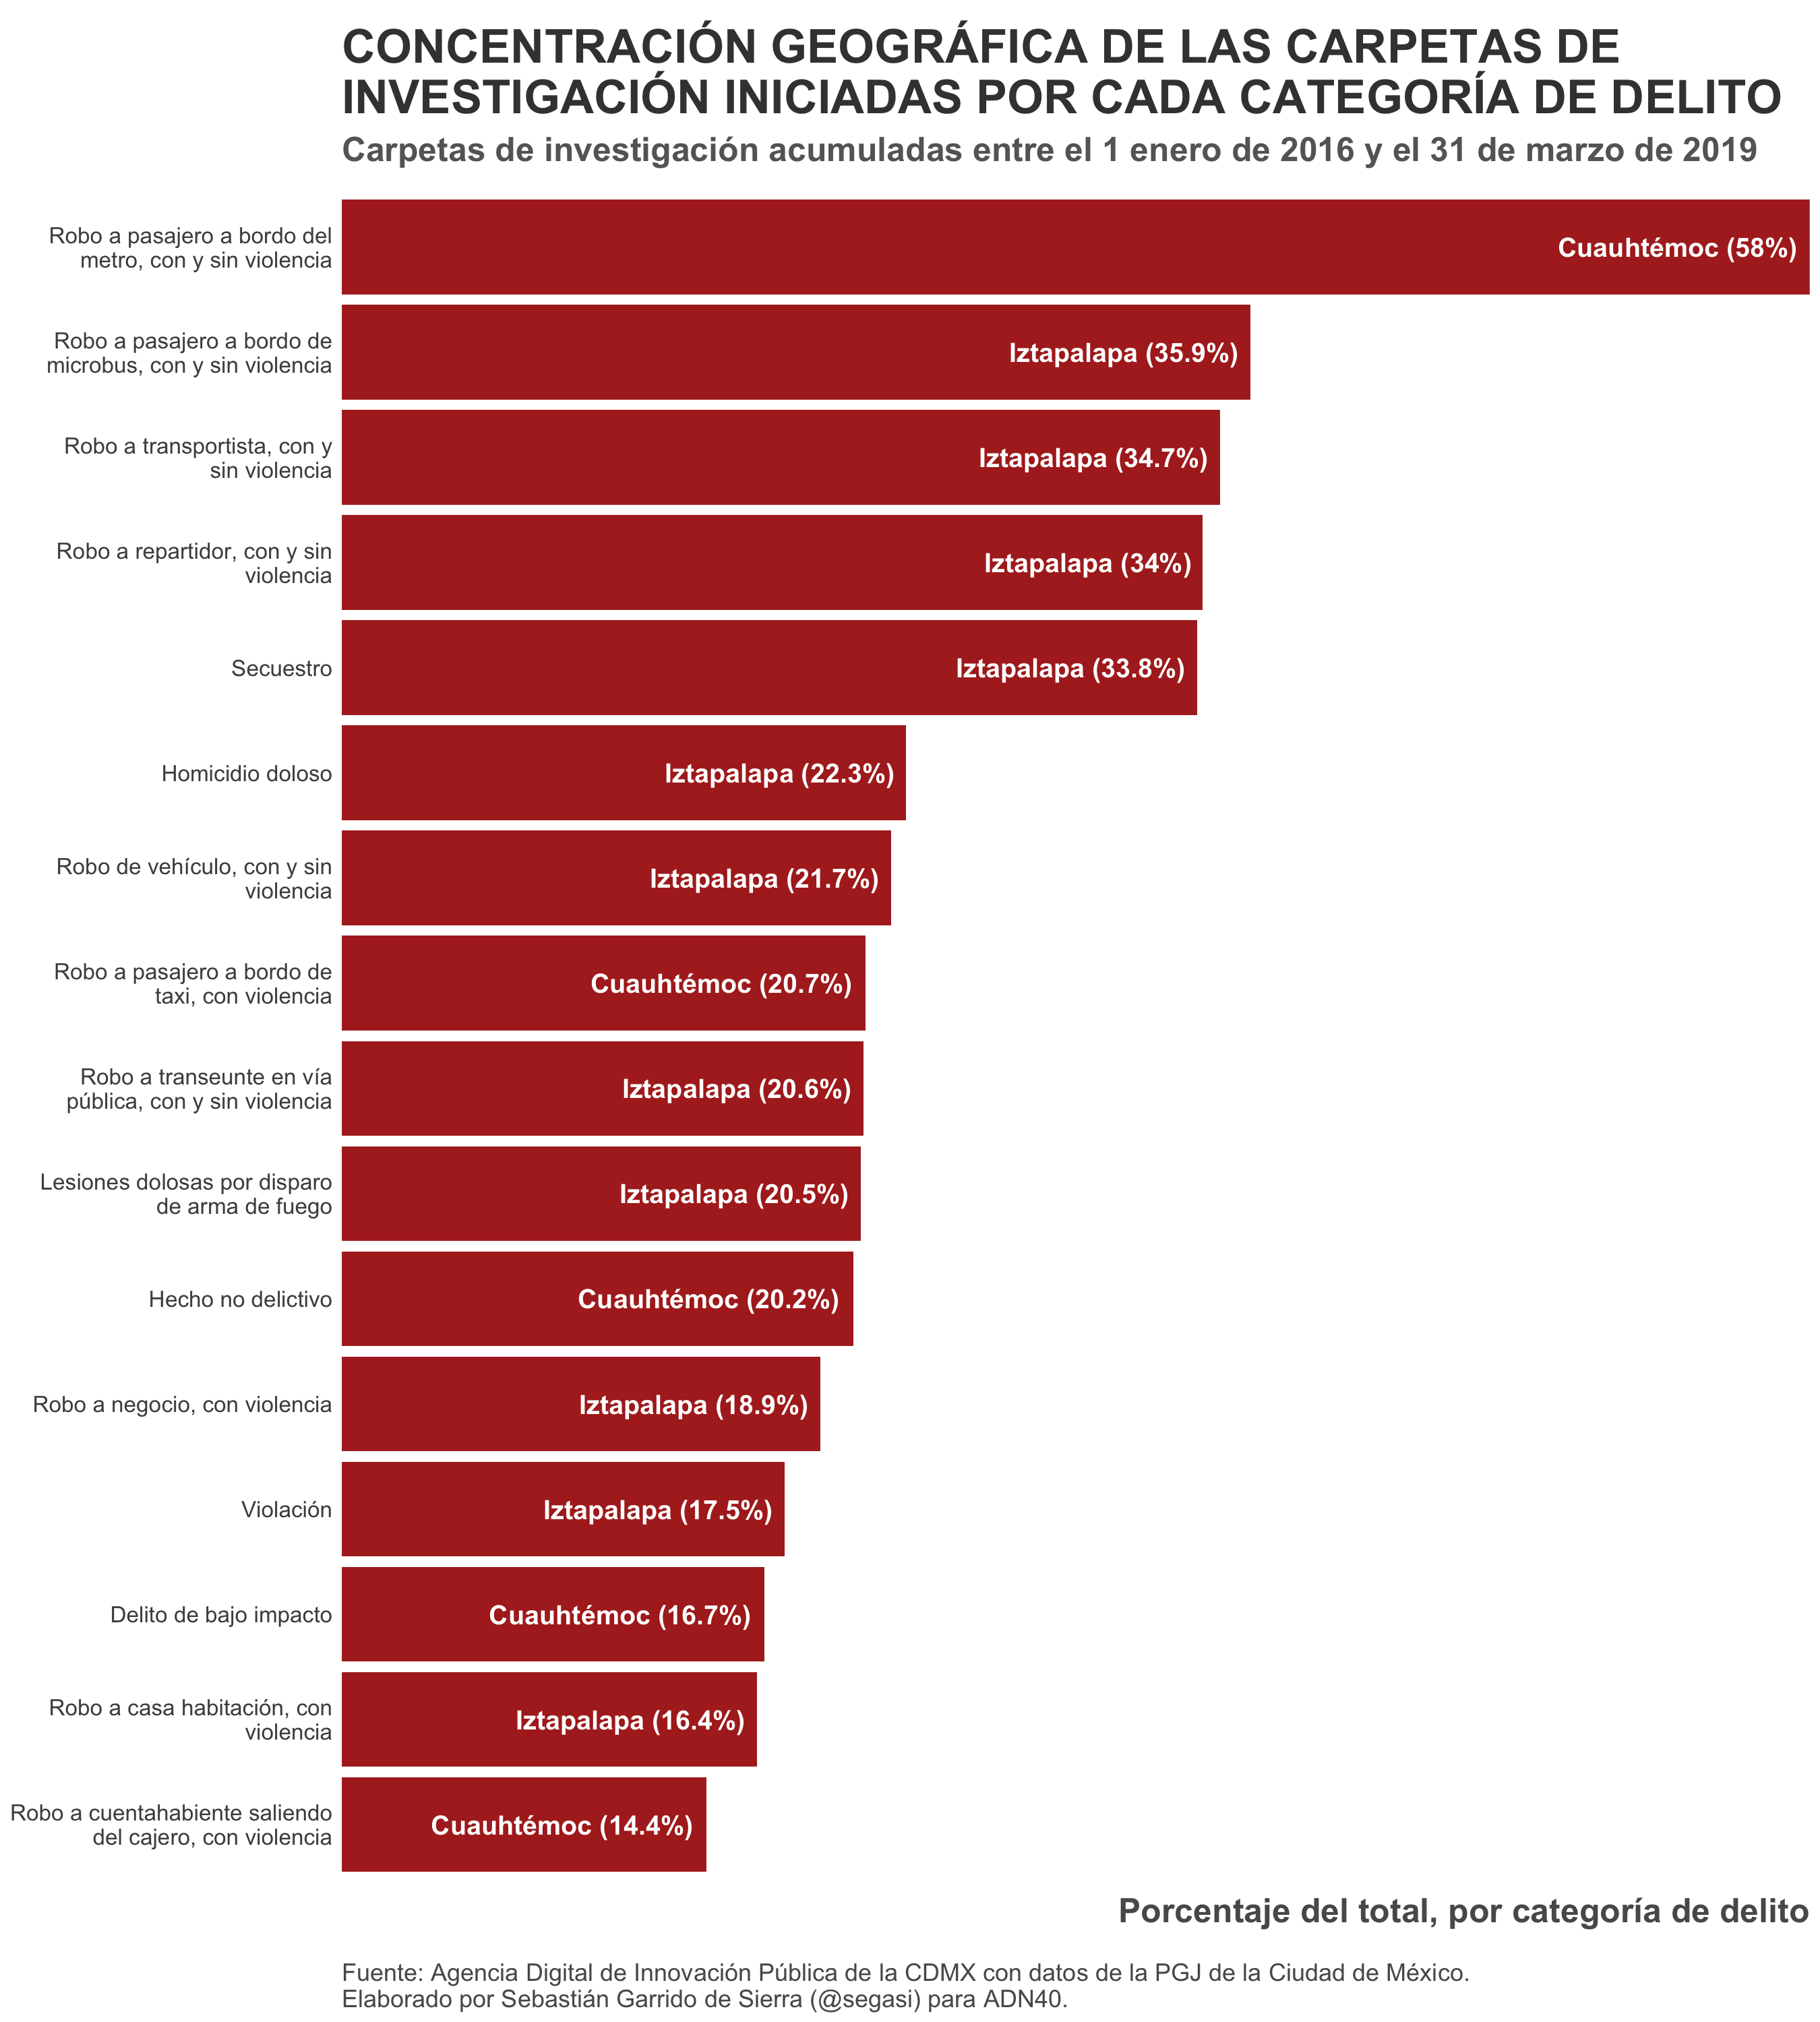 CONCENTRACIÓN GEOGRÁFICA DE LAS CARPETAS DE
INVESTIGACIÓN INICIADAS POR CADA CATEGORÍA DE DELITO
Carpetas de investigación acumuladas entre el 1 enero de 2016 y el 31 de marzo de 2019
Robo a pasajero a bordo del
metro, con y sin violencia
Cuauhtémoc (58%)
Robo a pasajero a bordo de
microbus, con y sin violencia
Iztapalapa (35.9%)
Robo a transportista, con y
sin violencia
Iztapalapa (34.7%)
Robo a repartidor, con y sin
violencia
Iztapalapa (34%)
Secuestro
Iztapalapa (33.8%)
Homicidio doloso
Iztapalapa (22.3%)
Robo de vehículo, con y sin
violencia
Iztapalapa (21.7%)
Robo a pasajero a bordo de
taxi, con violencia
Cuauhtémoc (20.7%)
Robo a transeunte en vía
pública, con y sin violencia
Iztapalapa (20.6%)
Lesiones dolosas por disparo
de arma de fuego
Iztapalapa (20.5%)
Hecho no delictivo
Cuauhtémoc (20.2%)
Robo a negocio, con violencia
Iztapalapa (18.9%)
Violación
Iztapalapa (17.5%)
Delito de bajo impacto
Cuauhtémoc (16.7%)
Robo a casa habitación, con
violencia
Iztapalapa (16.4%)
Robo a cuentahabiente saliendo
del cajero, con violencia
Cuauhtémoc (14.4%)
Porcentaje del total, por categoría de delito
Fuente: Agencia Digital de Innovación Pública de la CDMX con datos de la PGJ de la Ciudad de México.
Elaborado por Sebastián Garrido de Sierra (@segasi) para ADN40.